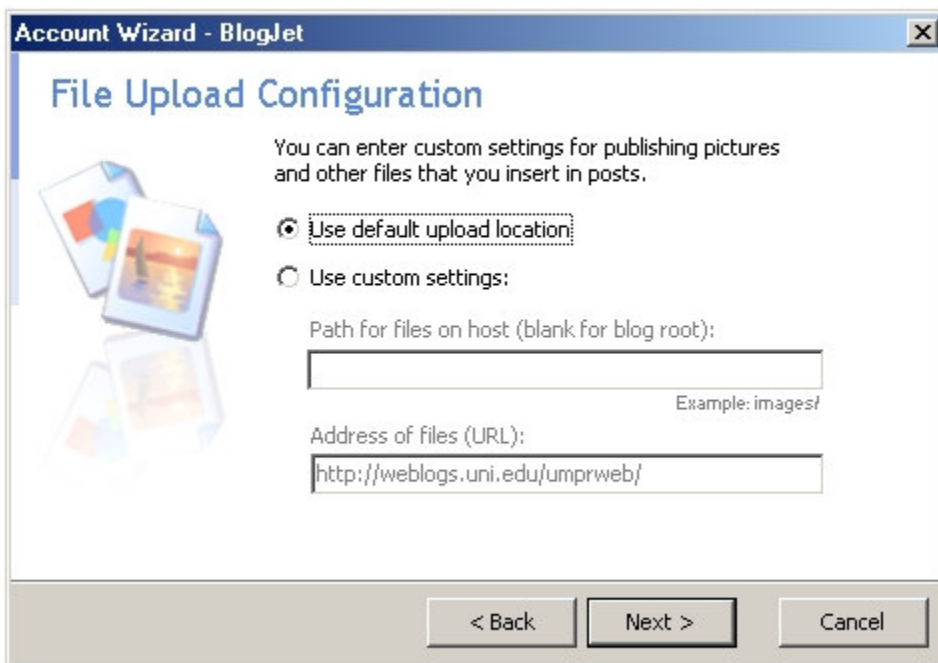 Account Wizard - BlogJet
File Upload Configuration
You can enter custom settings for publishing pictures
and other files that you insert in posts.
Use default upload location
Use custom settings:
Path for files on host (blank for blog root):
Example: images/
Address of files (URL):
http://weblogs.uni.edu/umprweb/
< Back
Next >
Cancel